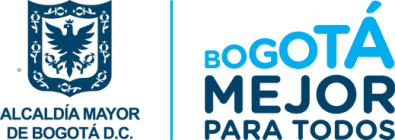 ALCALDÍA MAYOR
DE BOGOTÁ D.C.
BOGOTÁ
MEJOR
PARA TODOS